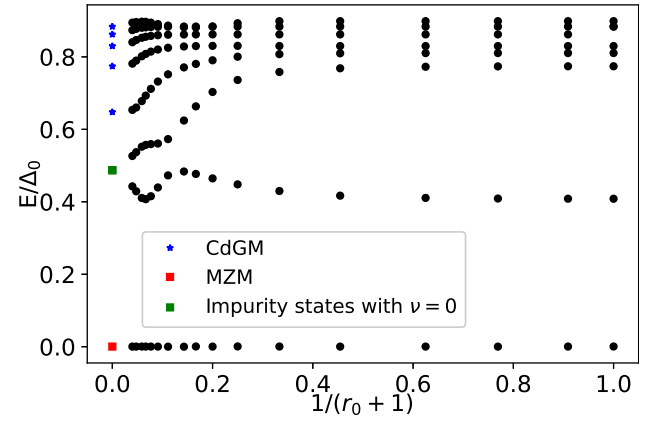 E/Δ₀
0.8
0.6
0.4
0.2
0.0
CdGM
MZM
Impurity states with ν = 0
0.0 0.2 0.4 0.6 0.8 1.0
1/(r₀ + 1)